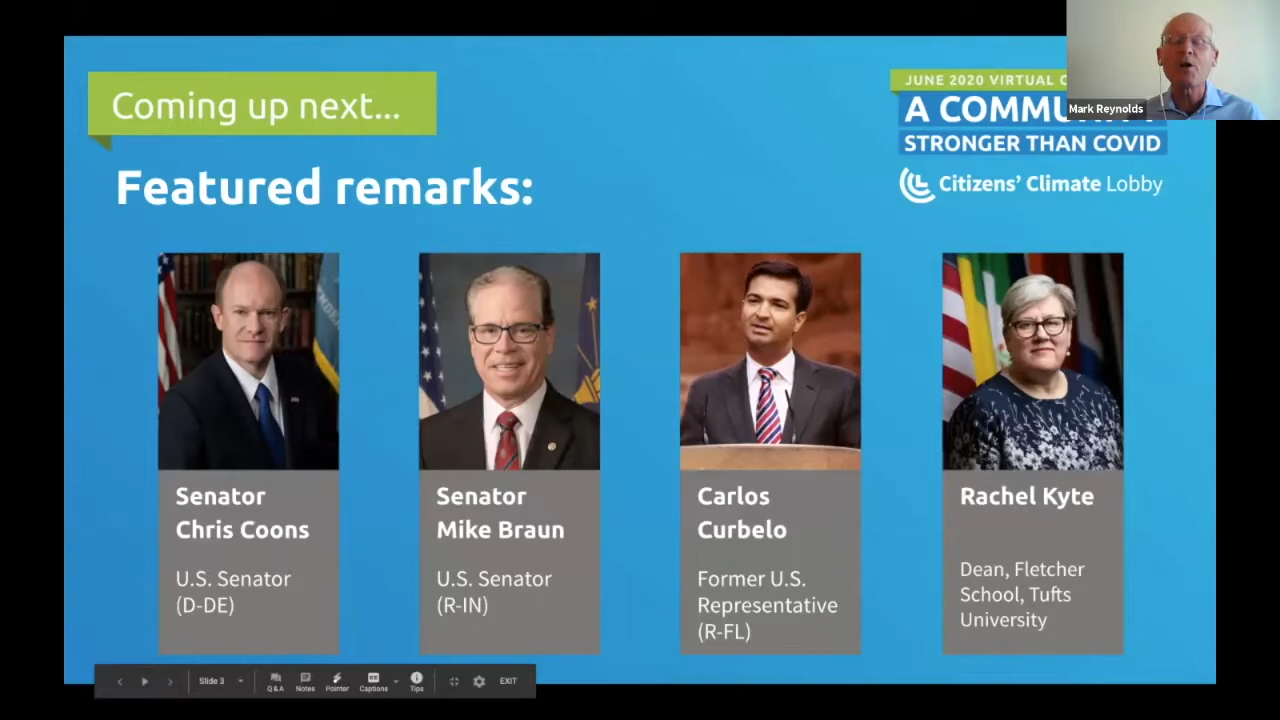 Coming up next...
Featured remarks:
JUNE 2020 VIRTUAL
A COMMU
STRONGER THAN COVID
Citizens' Climate Lobby
Mark Reynolds
Senator
Chris Coons
U.S. Senator
(D-DE)
Senator
Mike Braun
U.S. Senator
(R-IN)
Carlos
Curbelo
Former U.S.
Representative
(R-FL)
Rachel Kyte
Dean, Fletcher
School, Tufts
University
Slide 3
Q&A
Notes
Pointer
Captions
Tips
EXIT